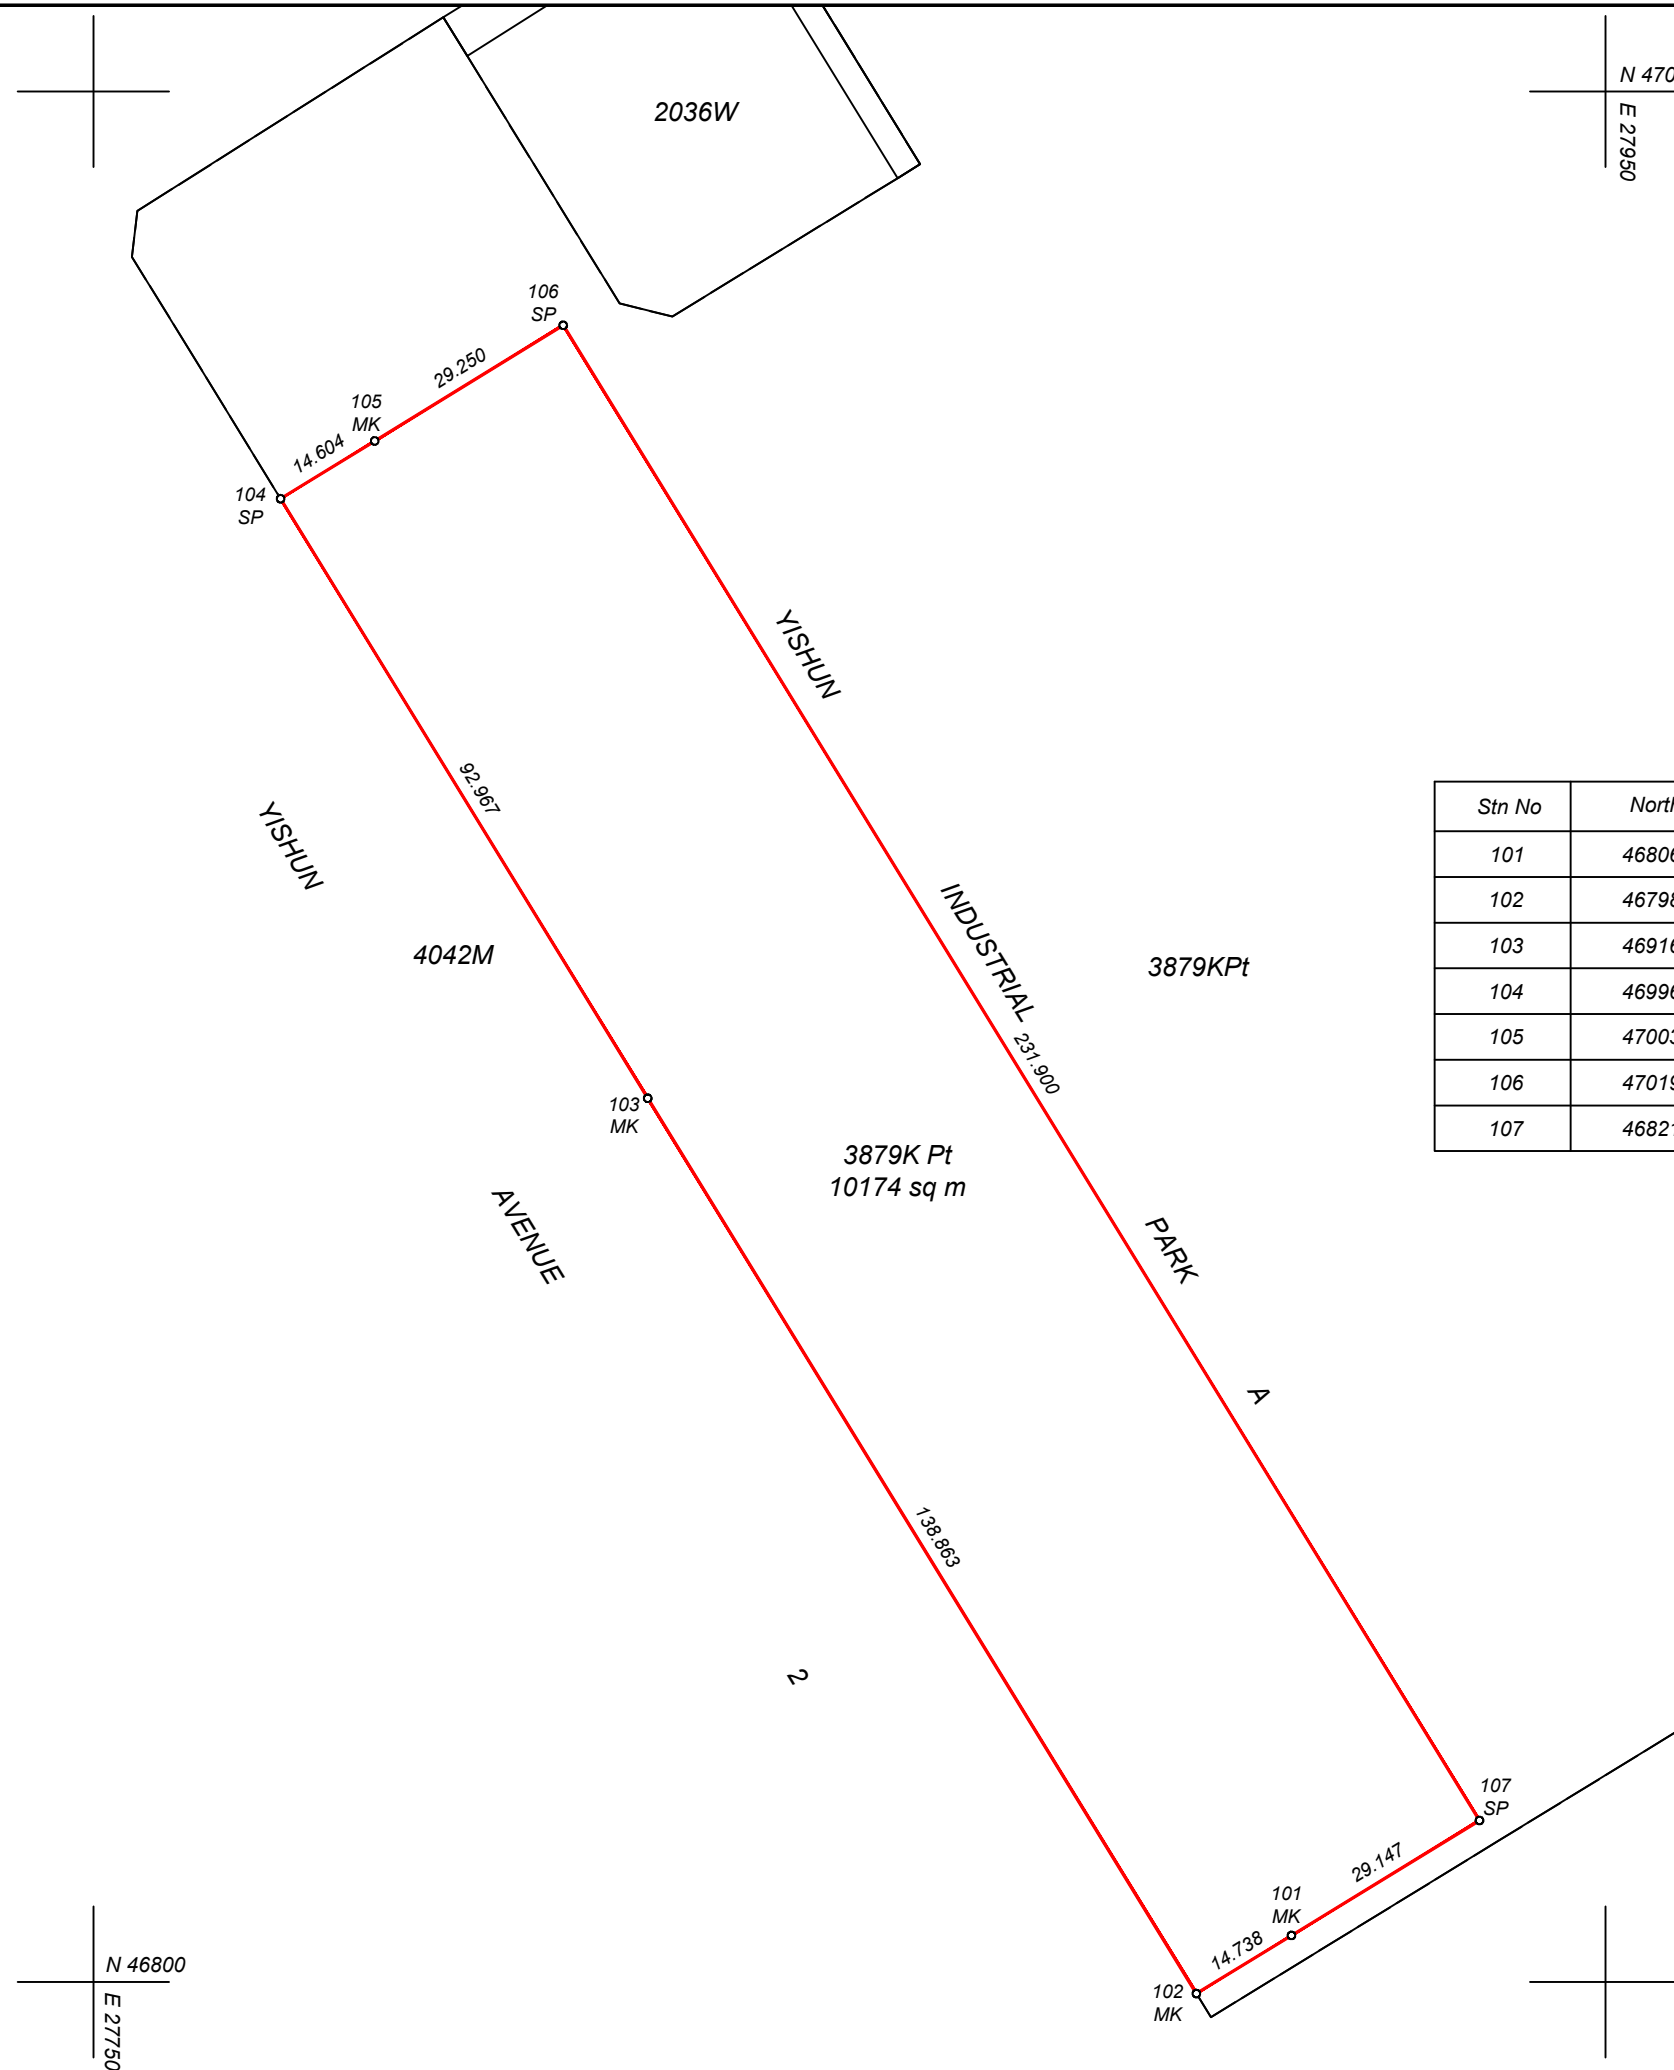 N 470
E 27950
2036W
106
SP
29.250
105
MK
14.604
104
SP
YISHUN
92.967
YISHUN
INDUSTRIAL
4042M
3879KPt
231.900
103
MK
3879K Pt
10174 sq m
AVENUE
PARK
A
138.863
2
107
SP
29.147
101
MK
14.738
102
MK
N 46800
E 27750
Stn No North
101 46806
102 46798
103 46916
104 46996
105 47003
106 47019
107 4682